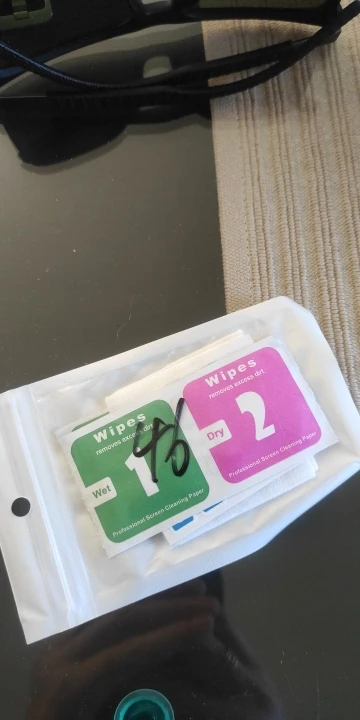 Wipes
removes excess dirt.
Wet
1
Professional Screen Cleaning Paper
46
Wipes
removes excess dirt.
Dry
2
Professional Screen Cleaning Paper